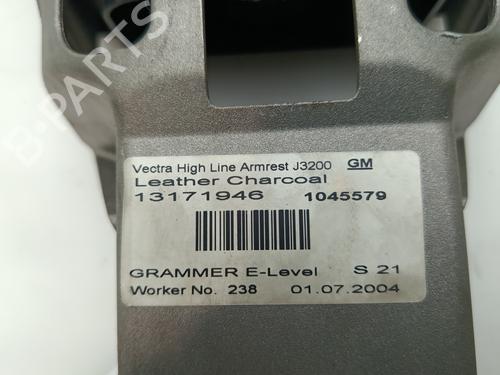 Vectra High Line Armrest J3200 GM
Leather Charcoal
13171946 1045579
GRAMMER E-Level S 21
Worker No. 238 01.07.2004
B-PARTS